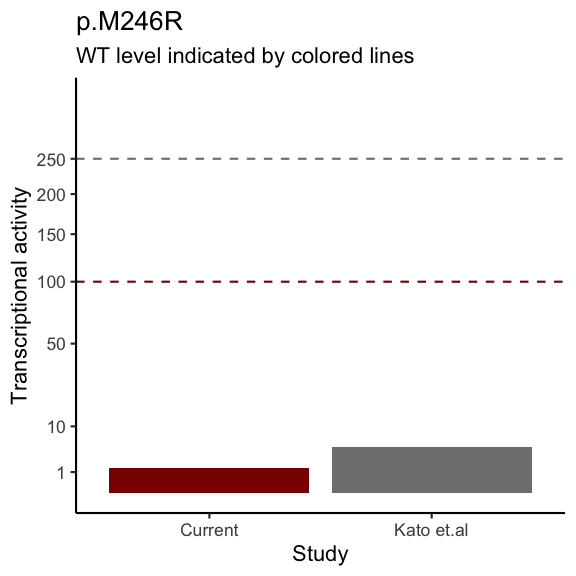 p.M246R
WT level indicated by colored lines
Transcriptional activity
250
200
150
100
50
10
1
Current
Kato et.al
Study